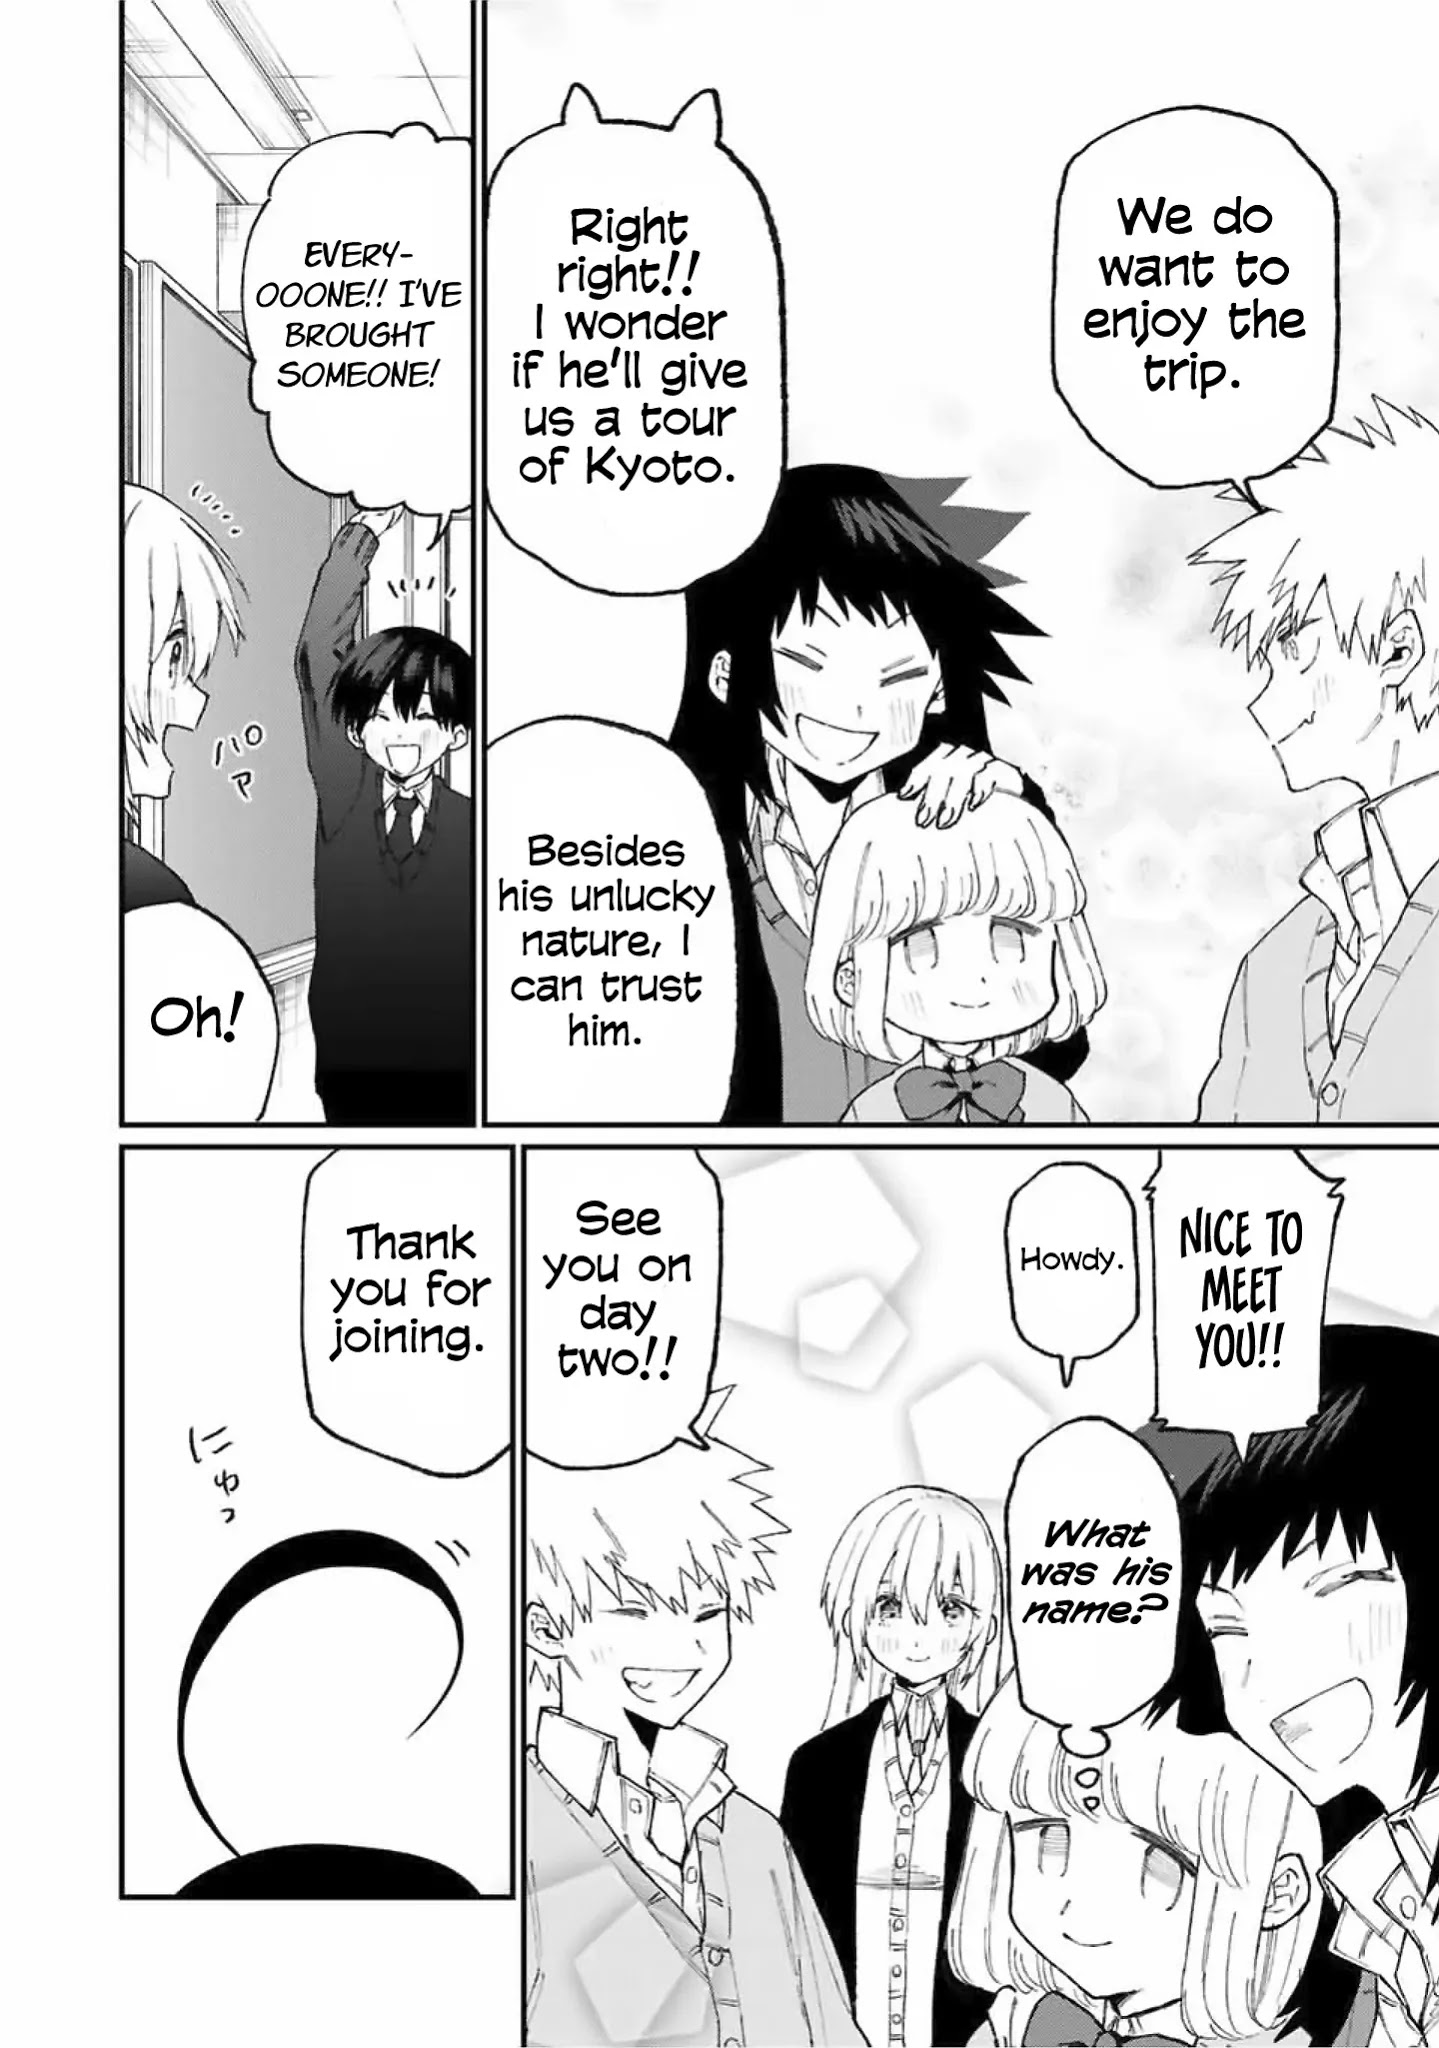 We do
want to
enjoy the
trip.
Right
right!!
I wonder
if he'll give
us a tour
of Kyoto.
Besides
his unlucky
nature, I
can trust
him.
EVERY-
OOONE!! I'VE
BROUGHT
SOMEONE!
パァ
Oh!
NICE TO
MEET
YOU!!
Howdy.
What
was his
name?
See
you on
day
two!!
Thank
you for
joining.
にゅっ